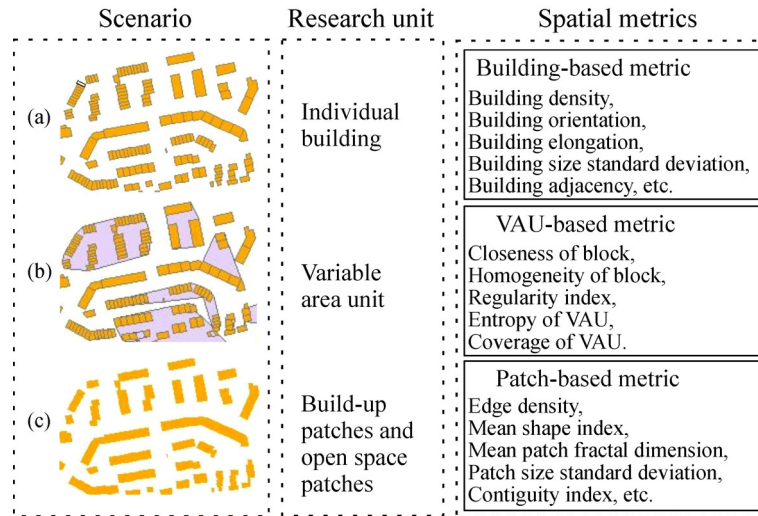 Scenario
Research unit
Spatial metrics
(a)
Individual
building
Building-based metric
Building density,
Building orientation,
Building elongation,
Building size standard deviation,
Building adjacency, etc.
(b)
Variable
area unit
VAU-based metric
Closeness of block,
Homogeneity of block,
Regularity index,
Entropy of VAU,
Coverage of VAU.
(c)
Build-up
patches and
open space
patches
Patch-based metric
Edge density,
Mean shape index,
Mean patch fractal dimension,
Patch size standard deviation,
Contiguity index, etc.